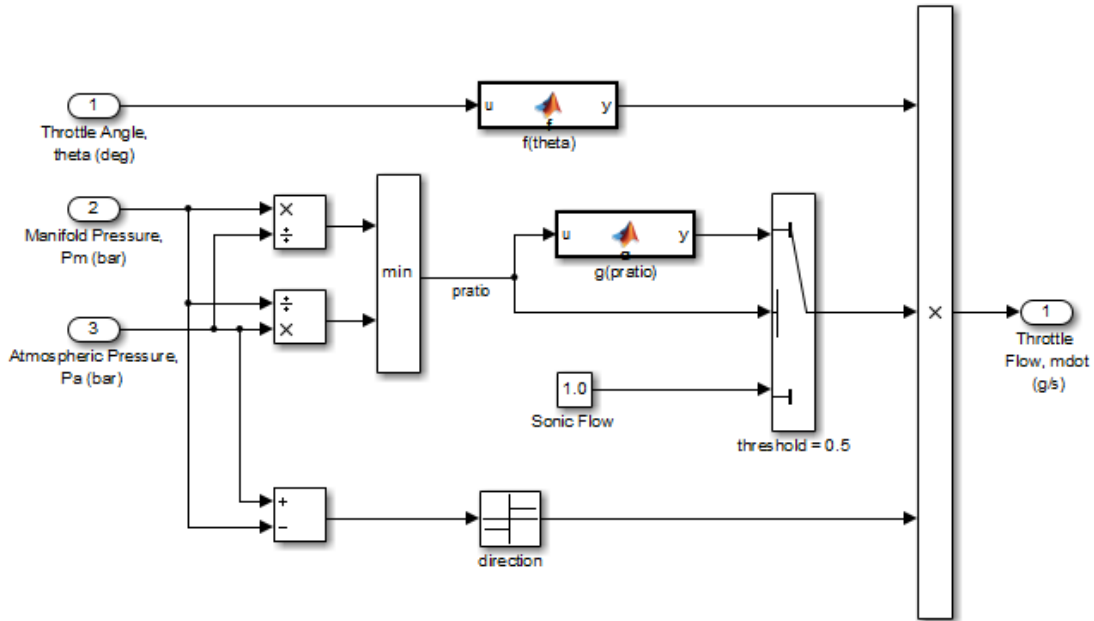 1
Throttle Angle,
theta (deg)
u
f
y
f(theta)
2
Manifold Pressure,
Pm (bar)
×
÷
min
pratio
u
g
y
g(pratio)
÷
×
3
Atmospheric Pressure,
Pa (bar)
1.0
Sonic Flow
threshold = 0.5
+
−
direction
×
1
Throttle
Flow, mdot
(g/s)